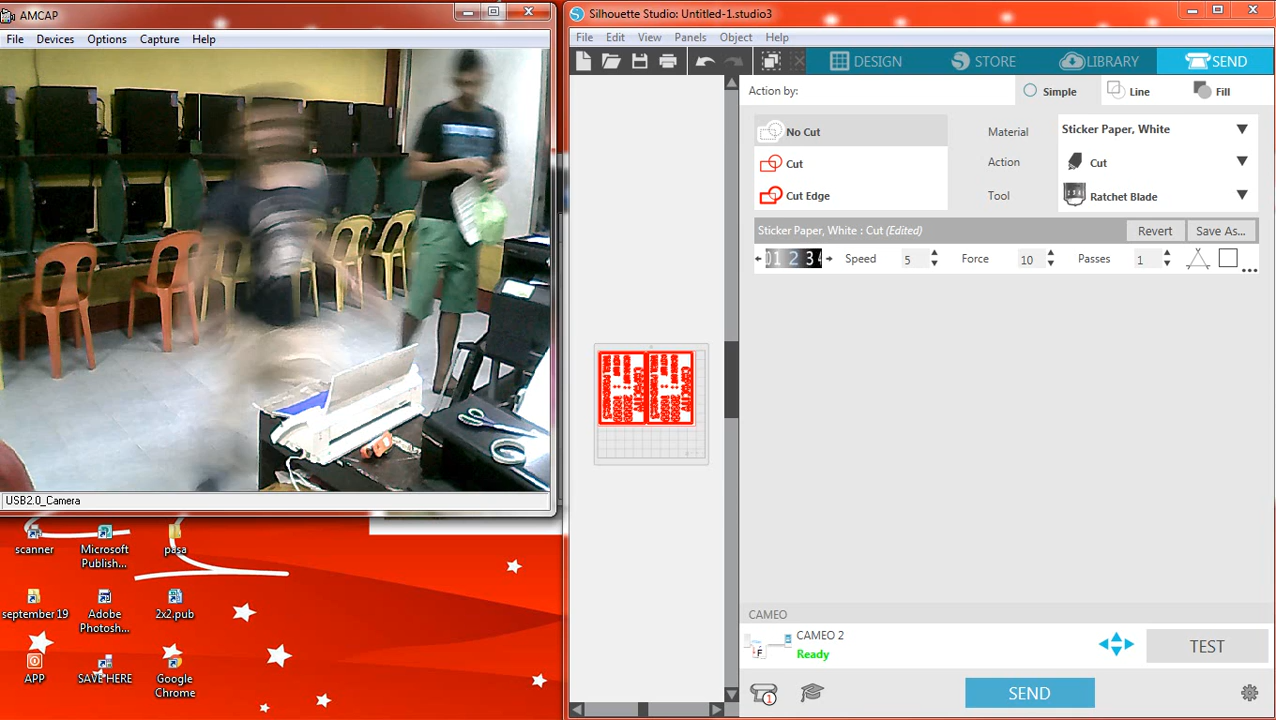 AMCAP
File Devices Options Capture Help
USB2.0_Camera
scanner
Microsoft Publish...
pasa
september 19
Adobe Photosh...
2x2.pub
APP
SAVE HERE
Google Chrome
Silhouette Studio: Untitled-1.studio3
File Edit View Panels Object Help
DESIGN STORE LIBRARY SEND
Action by: Simple Line Fill
No Cut
Cut
Cut Edge
Material Sticker Paper, White
Action Cut
Tool Ratchet Blade
Sticker Paper, White : Cut (Edited) Revert Save As...
01 2 3 4 Speed 5 Force 10 Passes 1
CAMEO
CAMEO 2
Ready
TEST
SEND